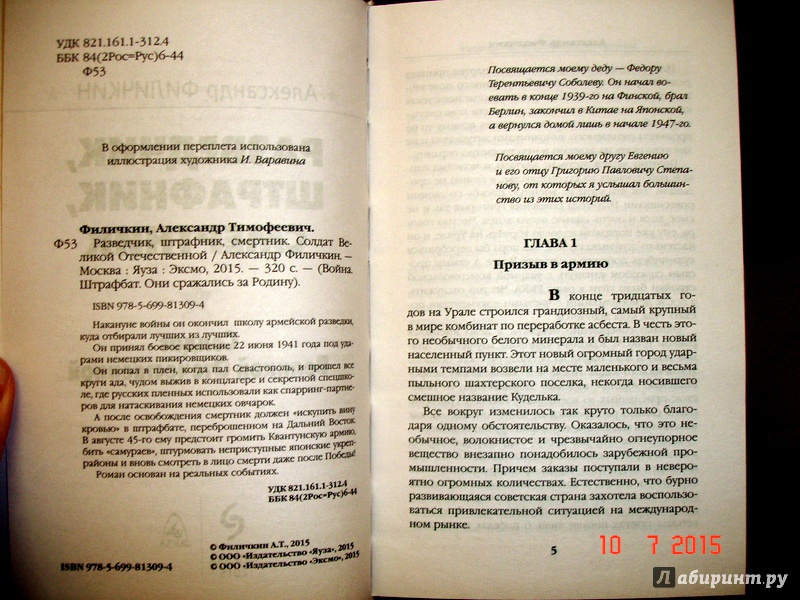 УДК 821.161.1-312.4
ББК 84(2Рос=Рус)6-44
Ф53
В оформлении переплета использована
иллюстрация художника И. Варавина
Филичкин, Александр Тимофеевич.
Ф53 Разведчик, штрафник, смертник. Солдат Ве-
ликой Отечественной / Александр Филичкин. –
Москва : Яуза : Эксмо, 2015. — 320 с. — (Война.
Штрафбат. Они сражались за Родину).
ISBN 978-5-699-81309-4
Накануне войны он окончил школу армейской разведки,
куда отбирали лучших из лучших.
Он принял боевое крещение 22 июня 1941 года под уда-
рами немецких пикировщиков.
Он попал в плен, когда пал Севастополь, и прошел все
круги ада, чудом выжив в концлагере и секретной спецшко-
ле, где русских пленных использовали как спарринг-партне-
ров для натаскивания немецких овчарок.
А после освобождения смертник должен «искупить вину
кровью» в штрафбате, переброшенном на Дальний Восток.
В августе 45-го ему предстоит громить Квантунскую армию,
бить «самураев», штурмовать неприступные японские укреп-
районы и вновь смотреть в лицо смерти даже после Победы!
Роман основан на реальных событиях.
УДК 821.161.1-312.4
ББК 84(2Рос=Рус)6-44
© Филичкин А.Т., 2015
© ООО «Издательство «Яуза», 2015
ISBN 978-5-699-81309-4 © ООО «Издательство «Эксмо», 2015
Посвящается моему деду — Федору
Терентьевичу Соболеву. Он начал во-
евать в конце 1939-го на Финской, брал
Берлин, закончил в Китае на Японской,
а вернулся домой лишь в начале 1947-го.
Посвящается моему другу Евгению
и его отцу Григорию Павловичу Степа-
нову, от которых я услышал большин-
ство из этих историй.
ГЛАВА 1
Призыв в армию
В конце тридцатых го-
дов на Урале строился грандиозный, самый крупный
в мире комбинат по переработке асбеста. В честь это-
го необычного белого минерала и был назван новый
населенный пункт. Этот новый огромный город удар-
ными темпами возвели на месте маленького и весьма
пыльного шахтерского поселка, некогда носившего
смешное название Куделька.
Все вокруг изменилось так круто только благо-
даря одному обстоятельству. Оказалось, что это не-
обычное, волокнистое и чрезвычайно огнеупорное
вещество внезапно понадобилось зарубежной про-
мышленности. Причем заказы поступали в неверо-
ятно огромных количествах. Естественно, что бурно
развивающаяся советская страна захотела воспользо-
ваться привлекательной ситуацией на международ-
ном рынке.
5
10 7 2015
Лабиринт.ру